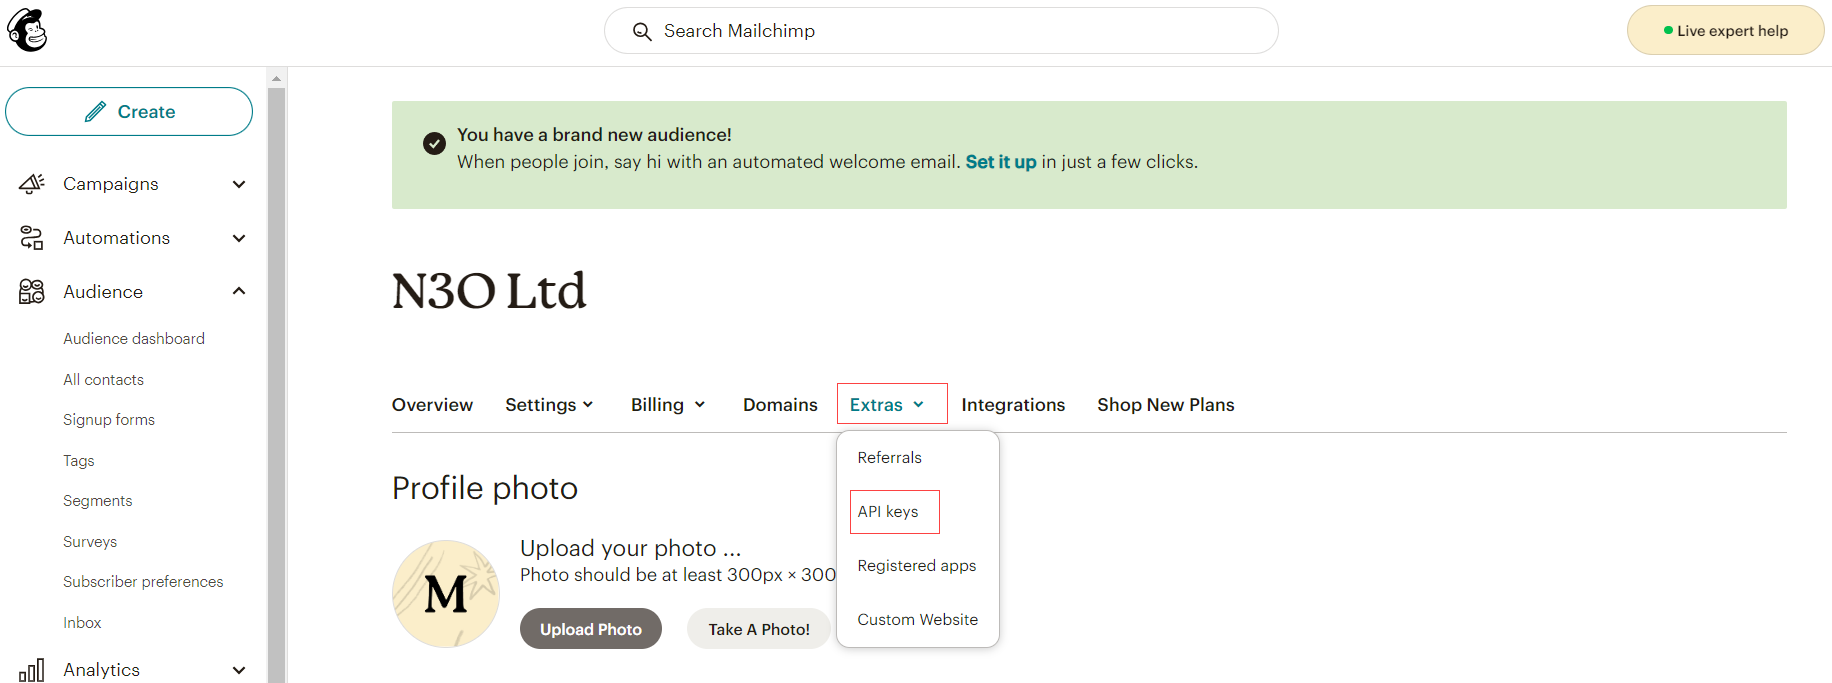 Search Mailchimp
Live expert help
Create
Campaigns
Automations
Audience
Audience dashboard
All contacts
Signup forms
Tags
Segments
Surveys
Subscriber preferences
Inbox
Analytics
You have a brand new audience!
When people join, say hi with an automated welcome email. Set it up in just a few clicks.
N3O Ltd
Overview Settings Billing Domains Extras Integrations Shop New Plans
Referrals
API keys
Registered apps
Custom Website
Profile photo
M
Upload your photo ...
Photo should be at least 300px × 300
Upload Photo Take A Photo!